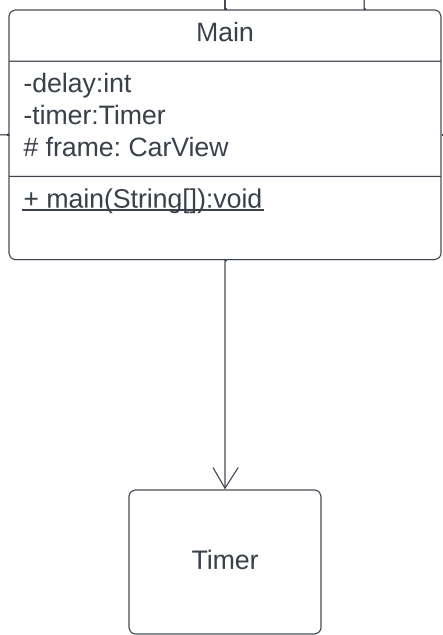 Main
-delay:int
-timer:Timer
# frame: CarView
+ main(String[]):void
Timer